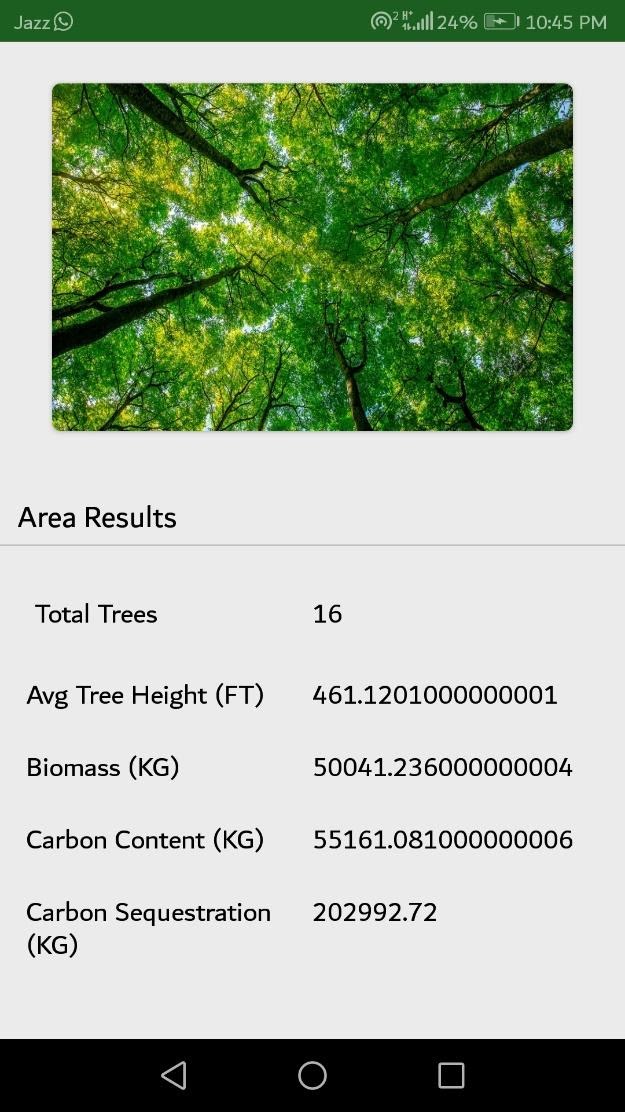 Jazz 2 H+ 24% 10:45 PM
Area Results
Total Trees 16
Avg Tree Height (FT) 461.1201000000001
Biomass (KG) 50041.236000000004
Carbon Content (KG) 55161.081000000006
Carbon Sequestration 202992.72
(KG)